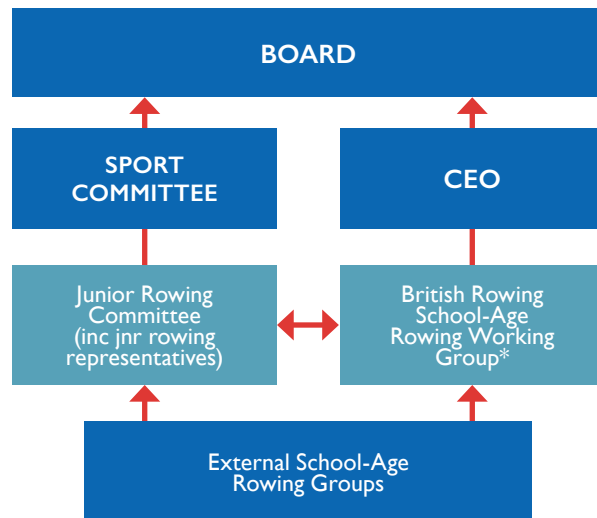 BOARD
SPORT
COMMITTEE
CEO
Junior Rowing
Committee
(inc jnr rowing
representatives)
British Rowing
School-Age
Rowing Working
Group*
External School-Age
Rowing Groups